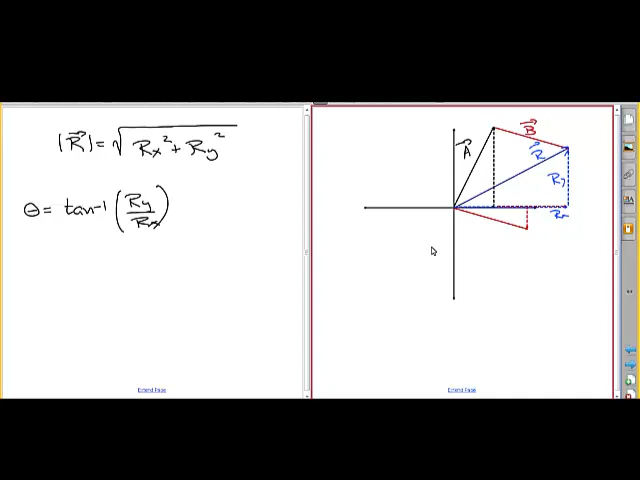 |R⃗| = √(Rx² + Ry²)
θ = tan⁻¹ (Ry / Rx)
A⃗
B⃗
R⃗
Ry
Rx
Extend Page
Extend Page